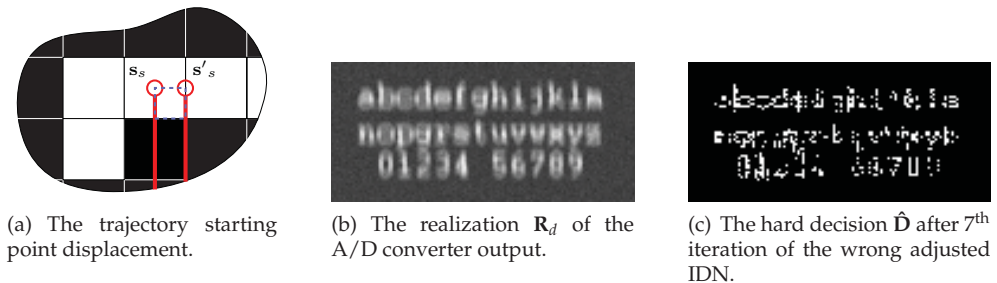 s_s s'_s
abcdefghijklm
nopqrstuvwxyz
01234 56789
(a) The trajectory starting
point displacement.
(b) The realization R_d of the
A/D converter output.
(c) The hard decision D̂ after 7th
iteration of the wrong adjusted
IDN.